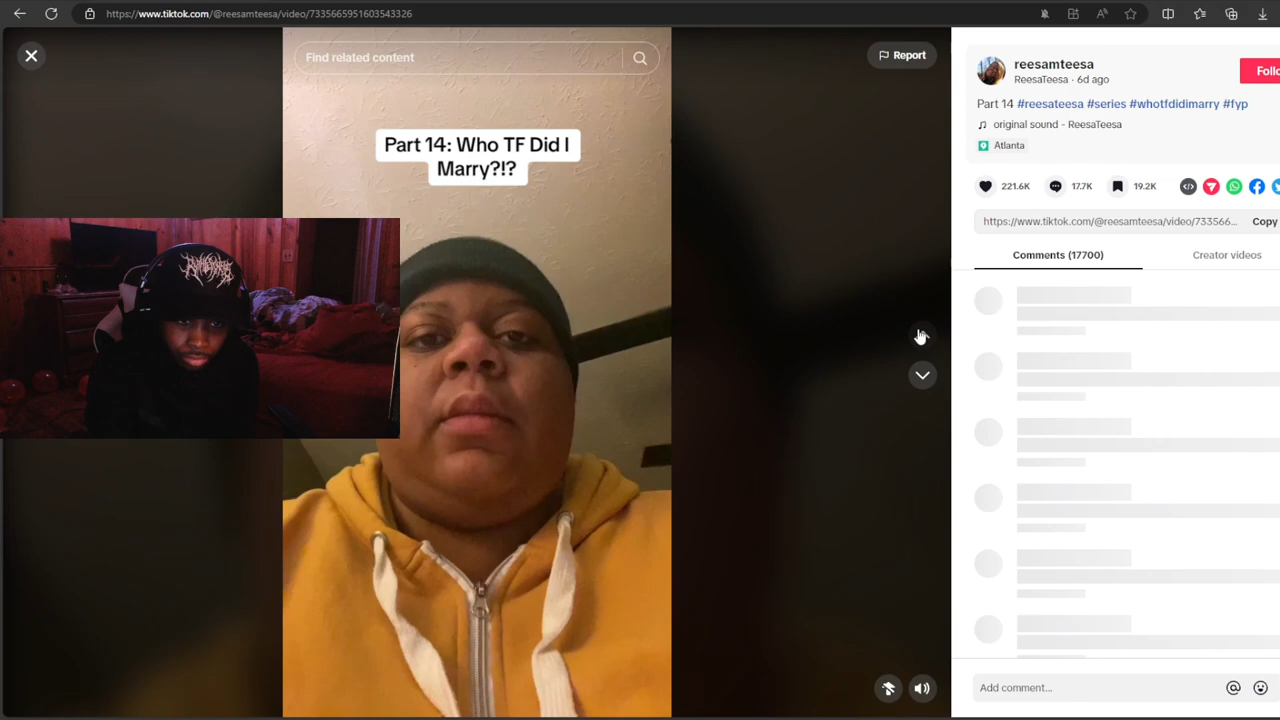 https://www.tiktok.com/@reesamteesa/video/7335665951603543326
Find related content
Report
Part 14: Who TF Did I
Marry?!?
reesamteesa
ReesaTeesa · 6d ago
Part 14 #reesateesa #series #whotfdidimarry #fyp
original sound - ReesaTeesa
Atlanta
221.6K
17.7K
19.2K
https://www.tiktok.com/@reesamteesa/video/733566...
Copy
Comments (17700)
Creator videos
Add comment...